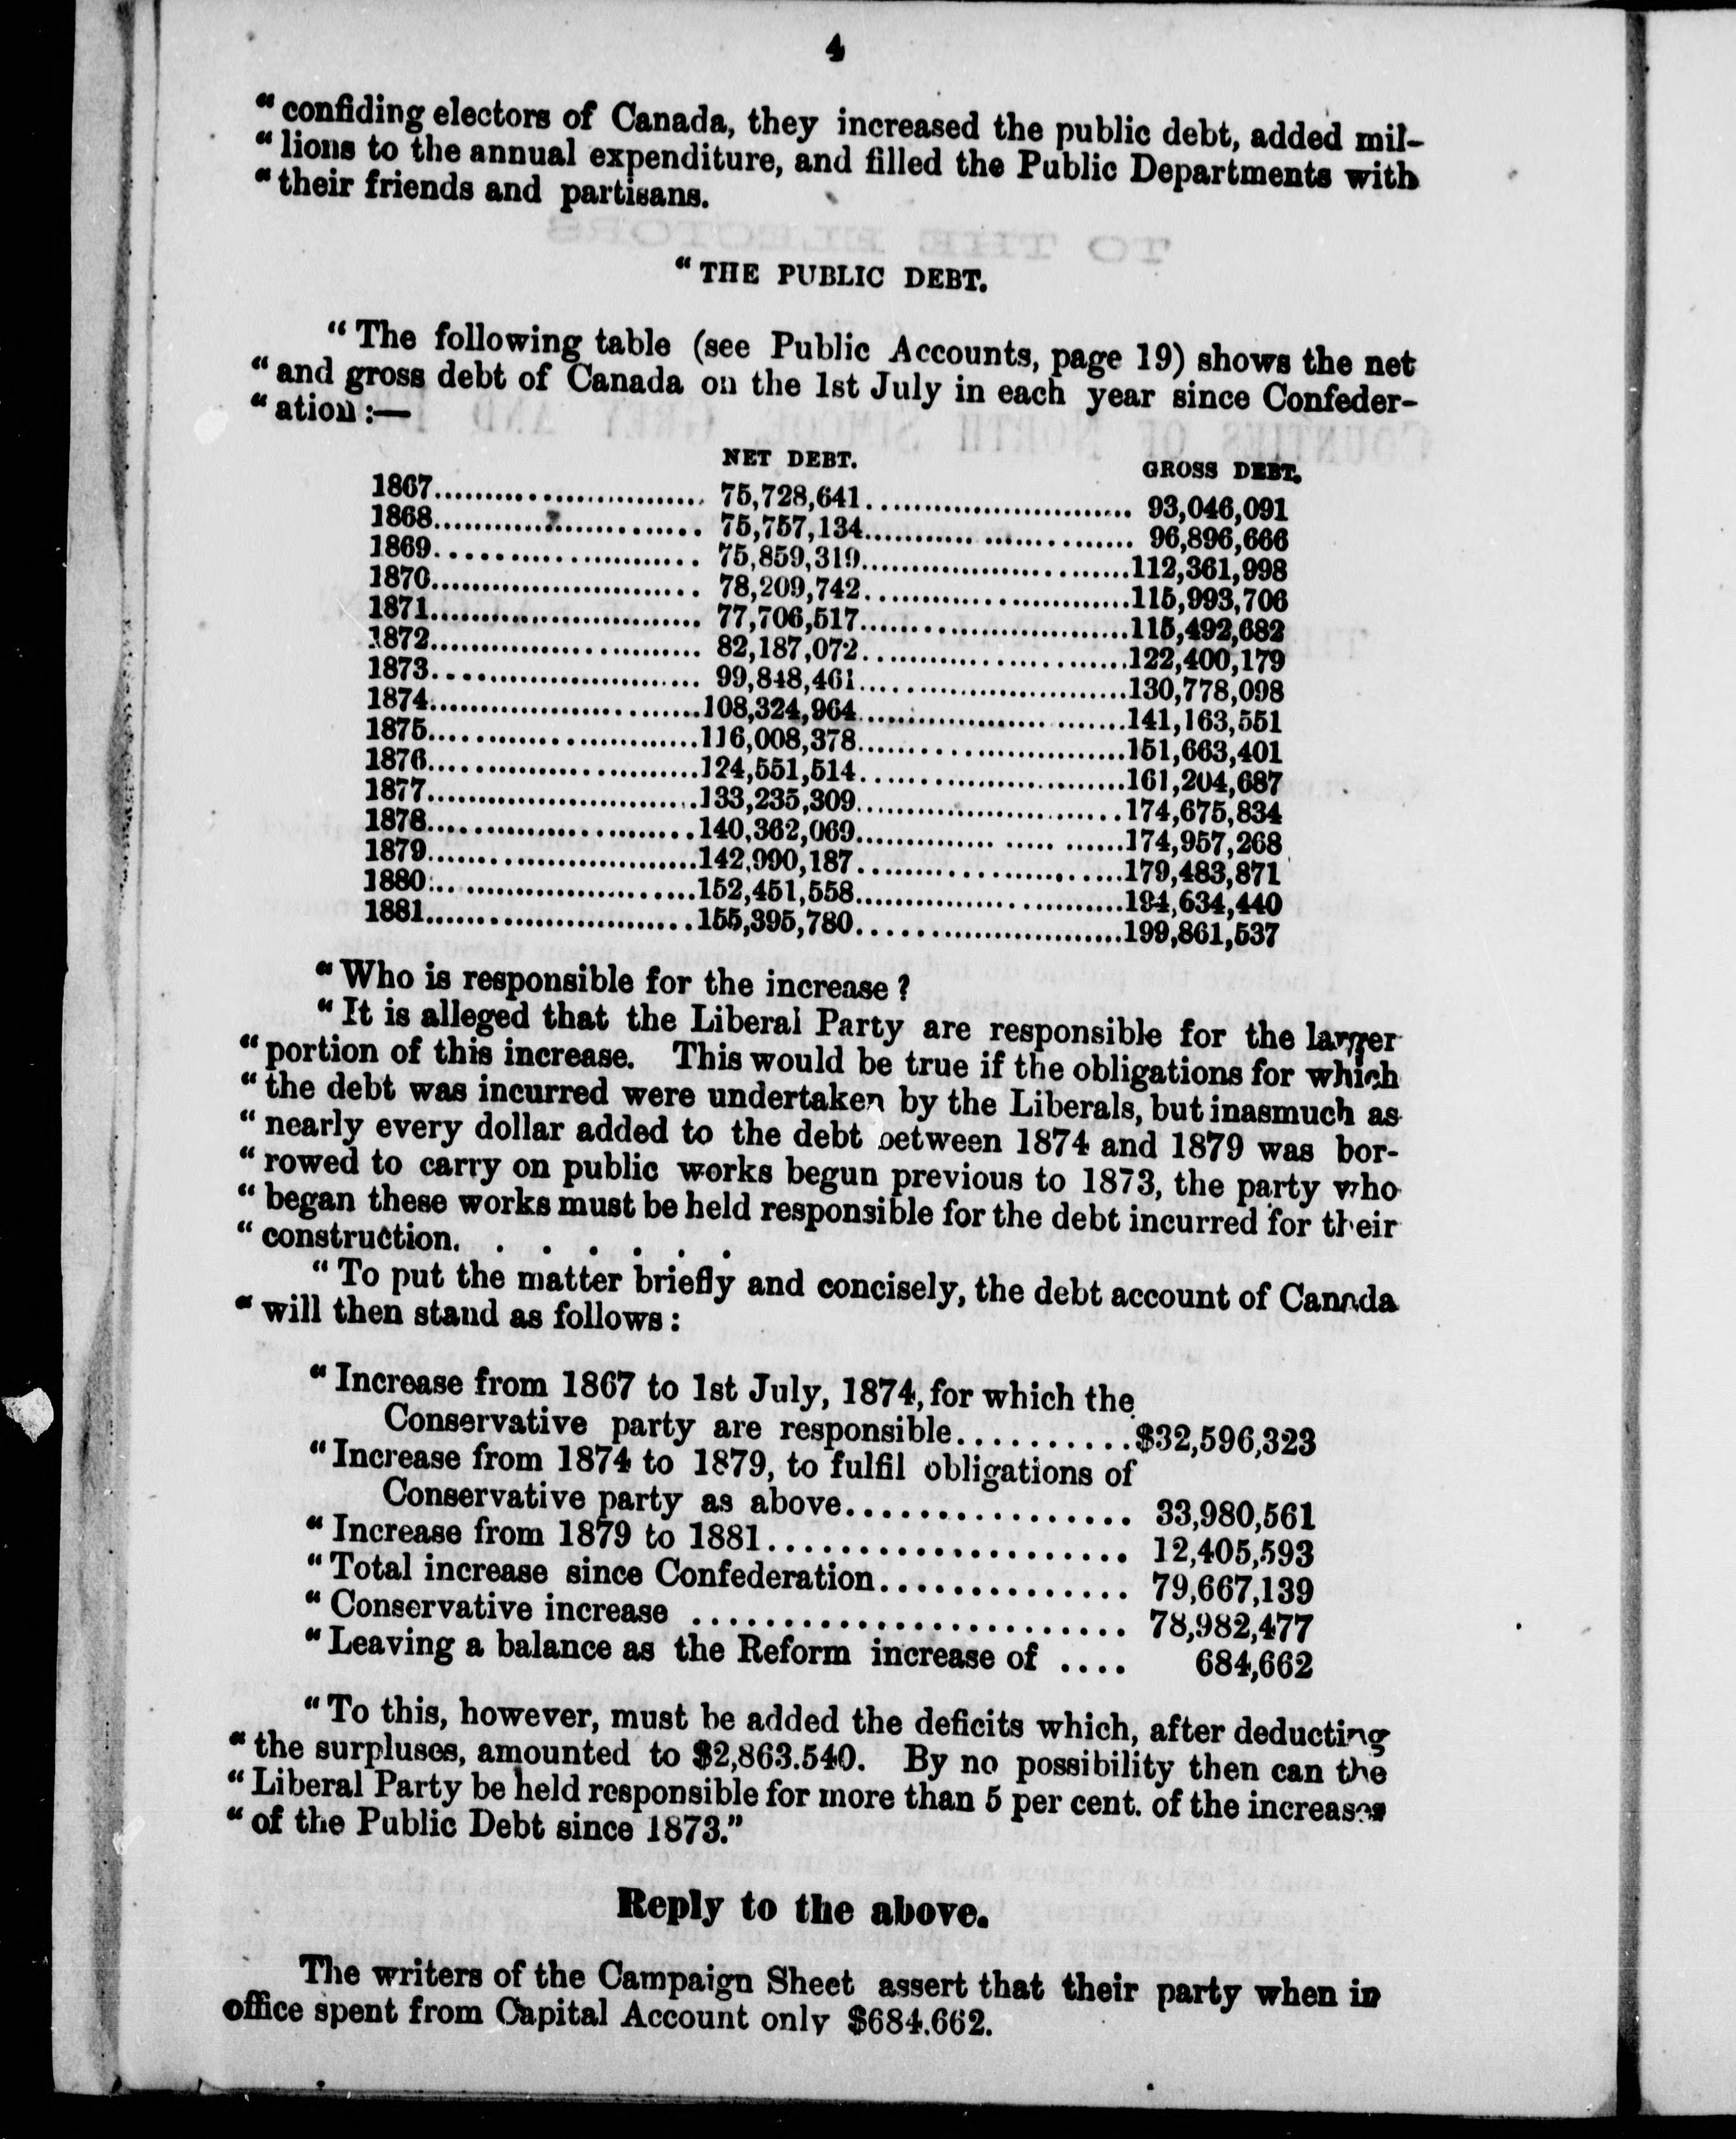 4
“ confiding electors of Canada, they increased the public debt, added mil-
“ lions to the annual expenditure, and filled the Public Departments with
“ their friends and partisans.
“ THE PUBLIC DEBT.
“ The following table (see Public Accounts, page 19) shows the net
“ and gross debt of Canada on the 1st July in each year since Confeder-
“ ation :—
NET DEBT. GROSS DEBT.
1867........................... 75,728,641........................... 93,046,091
1868........................... 75,757,134........................... 96,896,666
1869........................... 75,859,319...........................112,361,998
1870........................... 78,209,742...........................115,993,706
1871........................... 77,706,517...........................115,492,682
1872........................... 82,187,072...........................122,400,179
1873........................... 99,848,461...........................130,778,098
1874...........................108,324,964...........................141,163,551
1875...........................116,008,378...........................151,663,401
1876...........................124,551,514...........................161,204,687
1877...........................133,235,309...........................174,675,834
1878...........................140,362,069...........................174,957,268
1879...........................142,990,187...........................179,483,871
1880...........................152,451,558...........................194,634,440
1881...........................155,395,780...........................199,861,537
“ Who is responsible for the increase ?
“ It is alleged that the Liberal Party are responsible for the larger
“ portion of this increase. This would be true if the obligations for which
“ the debt was incurred were undertaken by the Liberals, but inasmuch as
“ nearly every dollar added to the debt between 1874 and 1879 was bor-
“ rowed to carry on public works begun previous to 1873, the party who
“ began these works must be held responsible for the debt incurred for their
“ construction. . . . . . .
“ To put the matter briefly and concisely, the debt account of Canada
“ will then stand as follows :
“ Increase from 1867 to 1st July, 1874, for which the
Conservative party are responsible..........$32,596,323
“ Increase from 1874 to 1879, to fulfil obligations of
Conservative party as above................ 33,980,561
“ Increase from 1879 to 1881.................... 12,405,593
“ Total increase since Confederation.............. 79,667,139
“ Conservative increase ........................ 78,982,477
“ Leaving a balance as the Reform increase of .... 684,662
“ To this, however, must be added the deficits which, after deducting
“ the surpluses, amounted to $2,863.540. By no possibility then can the
“ Liberal Party be held responsible for more than 5 per cent. of the increases
“ of the Public Debt since 1873.”
Reply to the above.
The writers of the Campaign Sheet assert that their party when in
office spent from Capital Account only $684.662.